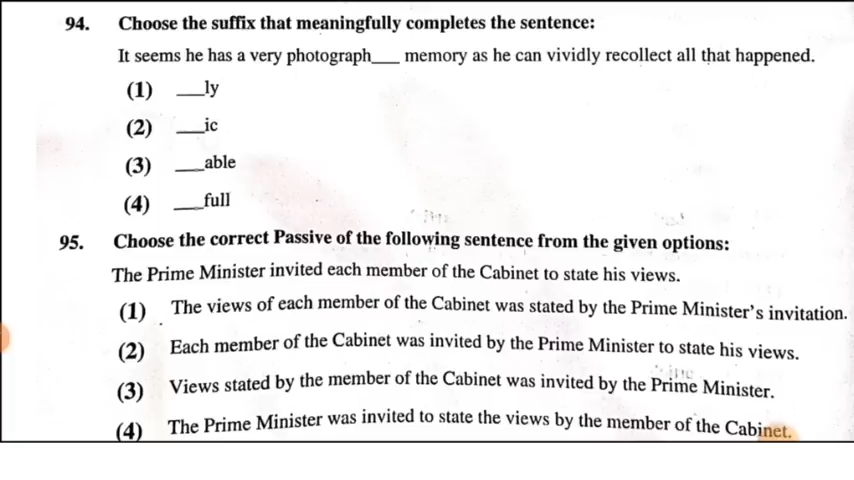 94. Choose the suffix that meaningfully completes the sentence:
It seems he has a very photograph___ memory as he can vividly recollect all that happened.
(1) ___ly
(2) ___ic
(3) ___able
(4) ___full
95. Choose the correct Passive of the following sentence from the given options:
The Prime Minister invited each member of the Cabinet to state his views.
(1) The views of each member of the Cabinet was stated by the Prime Minister's invitation.
(2) Each member of the Cabinet was invited by the Prime Minister to state his views.
(3) Views stated by the member of the Cabinet was invited by the Prime Minister.
(4) The Prime Minister was invited to state the views by the member of the Cabinet.